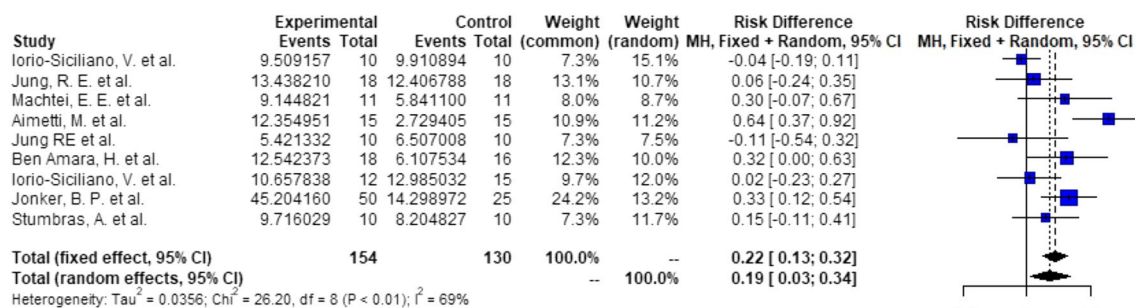 Experimental Control Weight Weight Risk Difference Risk Difference
Study Events Total Events Total (common) (random) MH, Fixed + Random, 95% CI MH, Fixed + Random, 95% CI
Iorio-Siciliano, V. et al. 9.509157 10 9.910894 10 7.3% 15.1% -0.04 [-0.19; 0.11]
Jung, R. E. et al. 13.438210 18 12.406788 18 13.1% 10.7% 0.06 [-0.24; 0.35]
Machtei, E. E. et al. 9.144821 11 5.841100 11 8.0% 8.7% 0.30 [-0.07; 0.67]
Aimetti, M. et al. 12.354951 15 2.729405 15 10.9% 11.2% 0.64 [0.37; 0.92]
Jung RE et al. 5.421332 10 6.507008 10 7.3% 7.5% -0.11 [-0.54; 0.32]
Ben Amara, H. et al. 12.542373 18 6.107534 16 12.3% 10.0% 0.32 [ 0.00; 0.63]
Iorio-Siciliano, V. et al. 10.657838 12 12.985032 15 9.7% 12.0% 0.02 [-0.23; 0.27]
Jonker, B. P. et al. 45.204160 50 14.298972 25 24.2% 13.2% 0.33 [ 0.12; 0.54]
Stumbras, A. et al. 9.716029 10 8.204827 10 7.3% 11.7% 0.15 [-0.11; 0.41]
Total (fixed effect, 95% CI) 154 130 100.0% -- 0.22 [ 0.13; 0.32]
Total (random effects, 95% CI) -- 100.0% 0.19 [ 0.03; 0.34]
Heterogeneity: Tau² = 0.0356; Chi² = 26.20, df = 8 (P < 0.01); I² = 69%